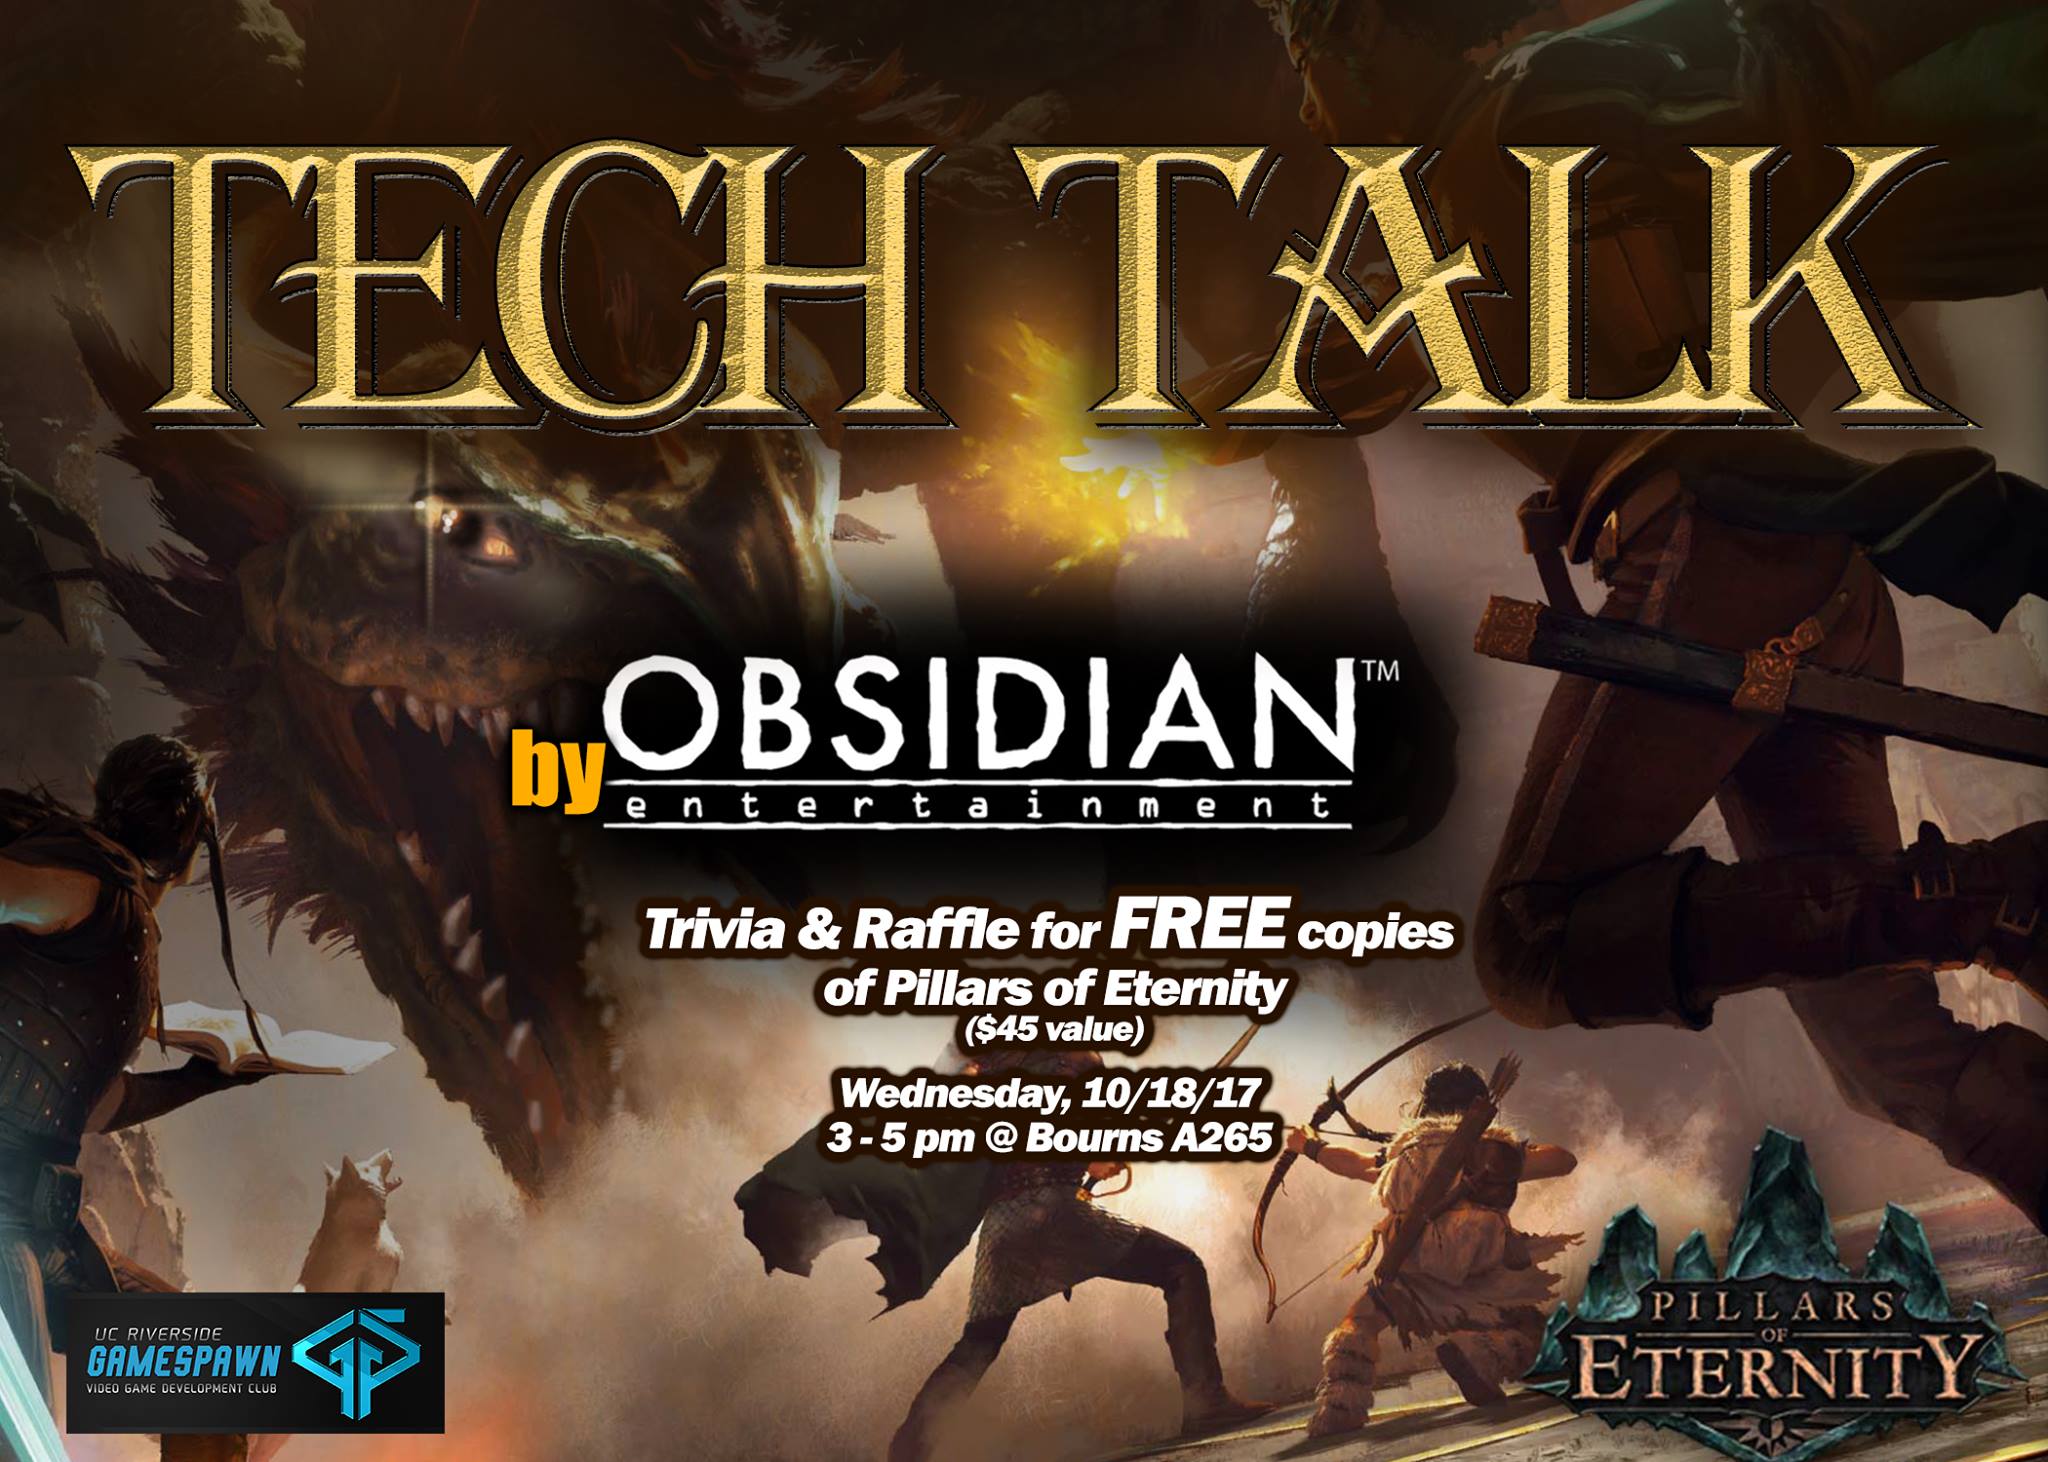 TECH TALK
by
OBSIDIAN™
entertainment
Trivia & Raffle for FREE copies
of Pillars of Eternity
($45 value)
Wednesday, 10/18/17
3 - 5 pm @ Bourns A265
UC RIVERSIDE
GAMESPAWN
VIDEO GAME DEVELOPMENT CLUB
PILLARS
OF
ETERNITY